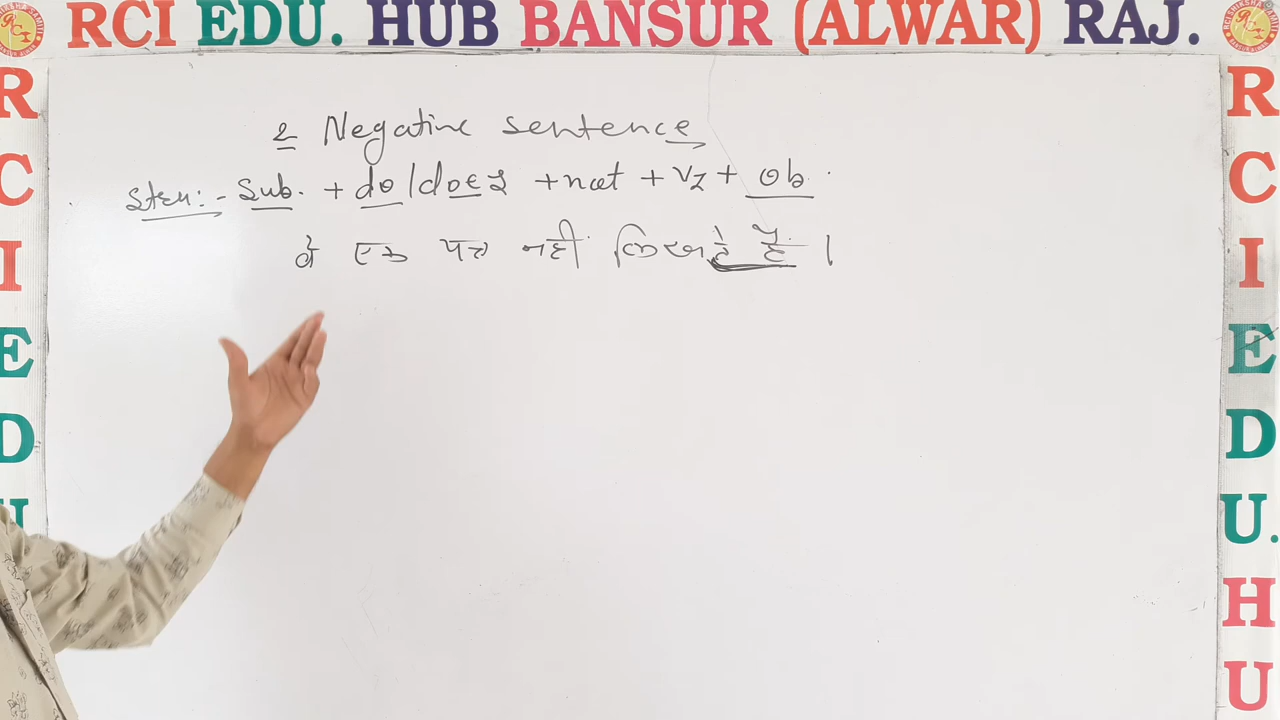 RCI EDU. HUB BANSUR (ALWAR) RAJ.
2 Negative sentence
Sub. + do/does + not + V1 + Ob.
वे एक पत्र नहीं लिखते हैं ।
R C I E D U
R C I E D U. H U